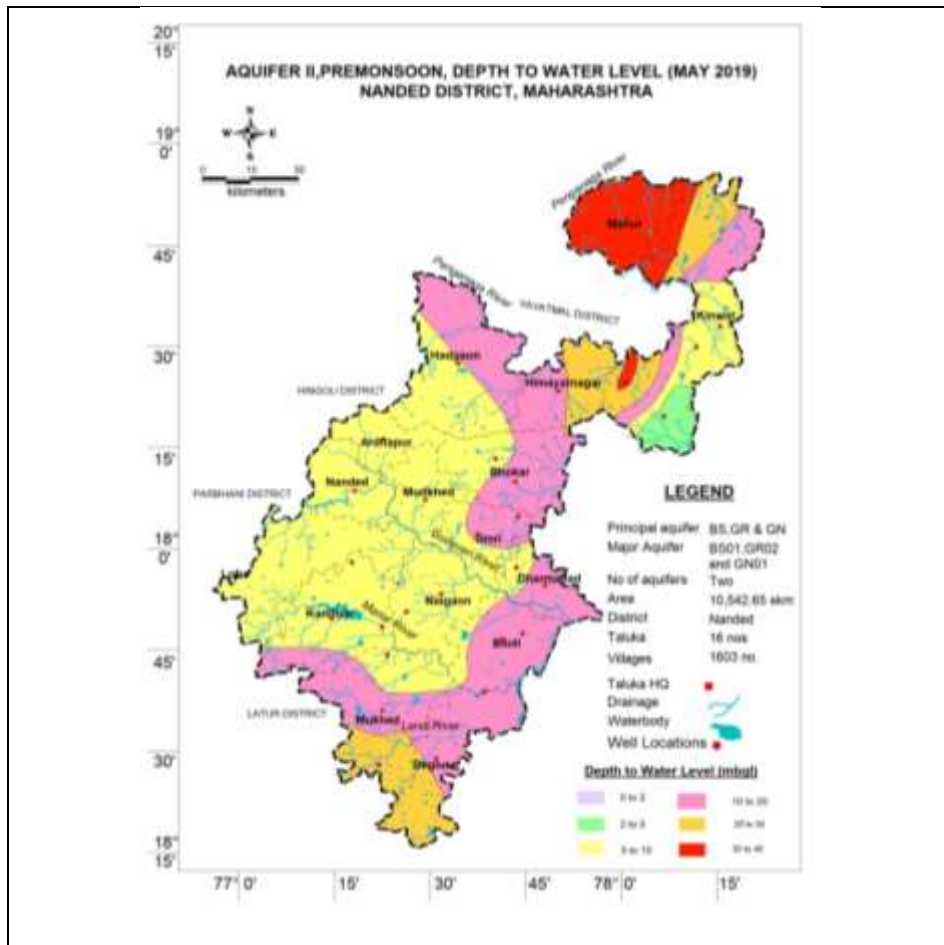 20°
15'
AQUIFER II,PREMONSOON, DEPTH TO WATER LEVEL (MAY 2019)
NANDED DISTRICT, MAHARASHTRA
N
W E
S
19°
0'
0 10
kilometers
Penganga River
Mahur
45'
Penganga River
YAVATMAL DISTRICT
Kinwat
30'
Hadgaon
Himayatnagar
HINGOLI DISTRICT
Ardhapur
15'
Bhokar
Nanded
Mudkhed
PARBHANI DISTRICT
LEGEND
Principal aquifer BS,GR & GN
Major Aquifer BS01,GR02
and GN01
No of aquifers Two
Area 10,542.65 skm
District Nanded
Taluka 16 nos
Villages 1603 no.
Taluka HQ
Drainage
Waterbody
Well Locations
18°
0'
Umri
Godavari River
Dharmabad
Loha
Naigaon
Kandhar
Manar River
Biloli
45'
LATUR DISTRICT
Mukhed
Lendi River
30'
Deglur
Depth to Water Level (mbgl)
0 to 2 10 to 20
2 to 5
5 to 10 30 to 40
18°
15'
77° 0' 15' 30' 45' 78° 0' 15'